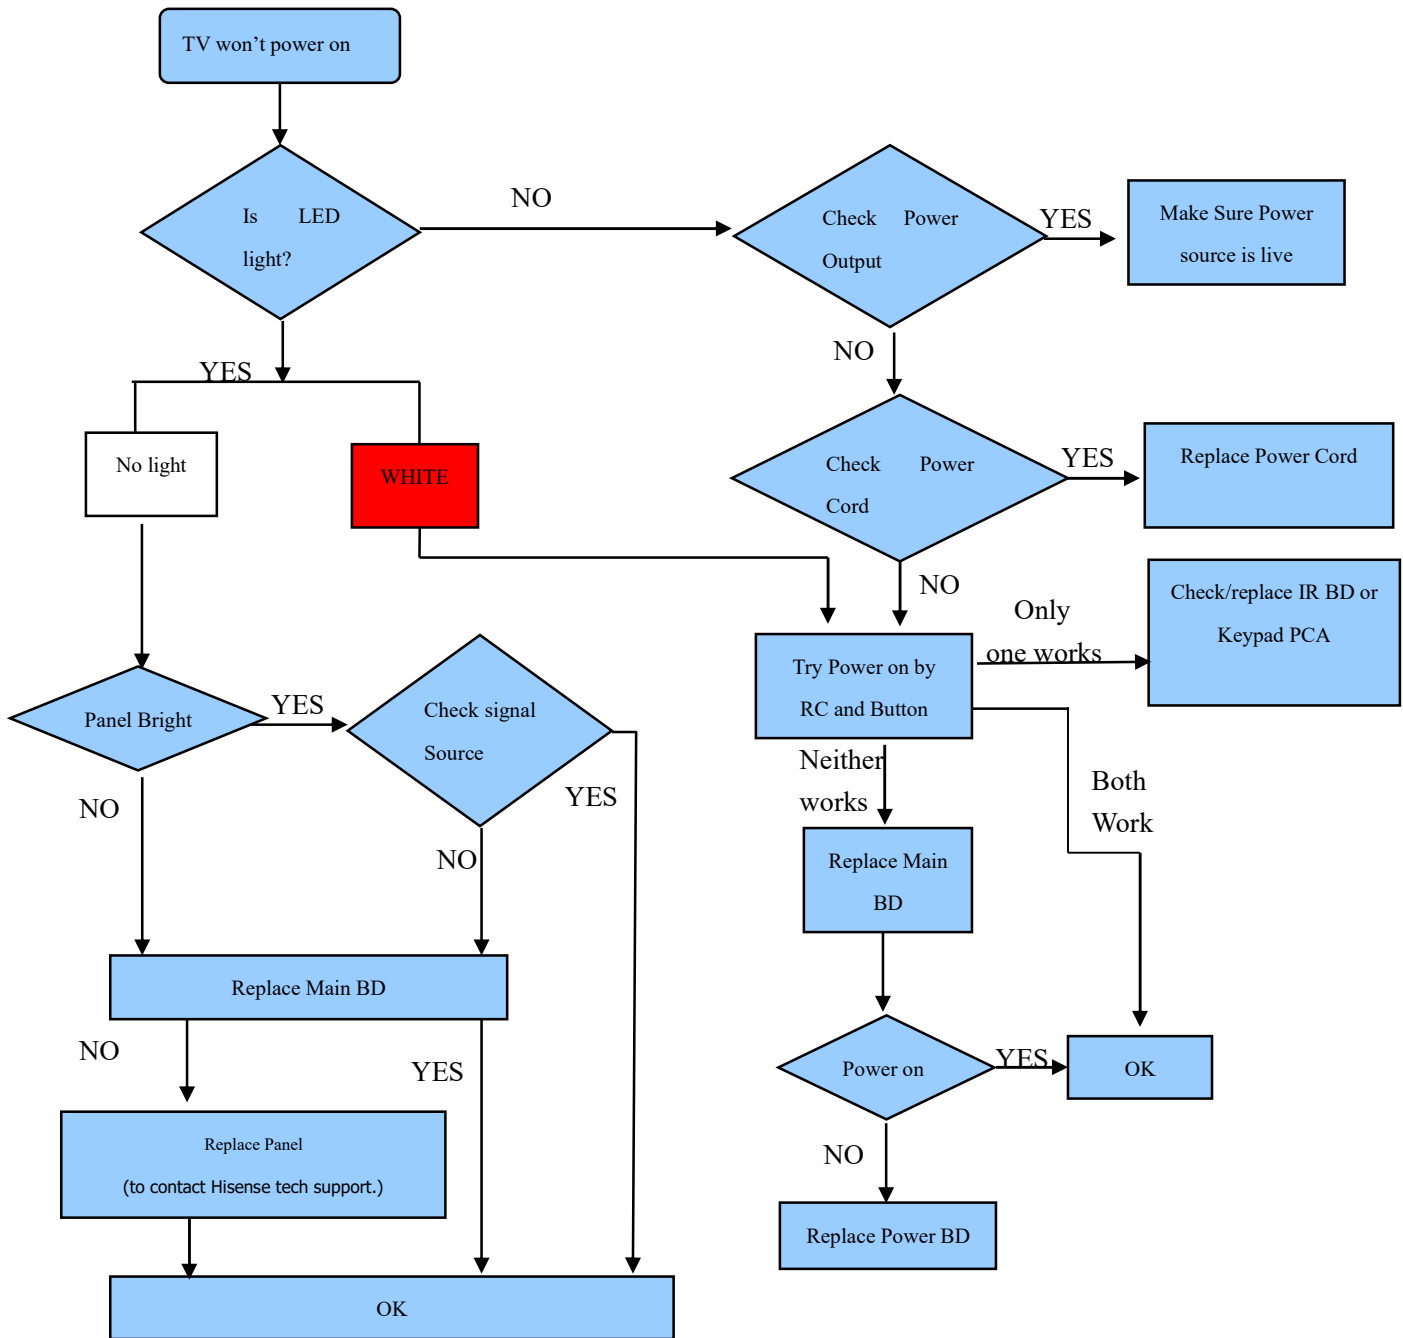 TV won’t power on
Is LED
light?
NO
Check Power
Output
YES
Make Sure Power
source is live
YES
NO
No light
WHITE
Check Power
Cord
YES
Replace Power Cord
NO
Only
one works
Check/replace IR BD or
Keypad PCA
Try Power on by
RC and Button
Panel Bright
YES
Check signal
Source
NO
YES
NO
Neither
works
Both
Work
Replace Main
BD
Replace Main BD
NO
YES
Power on
YES
OK
NO
Replace Panel
(to contact Hisense tech support.)
Replace Power BD
OK